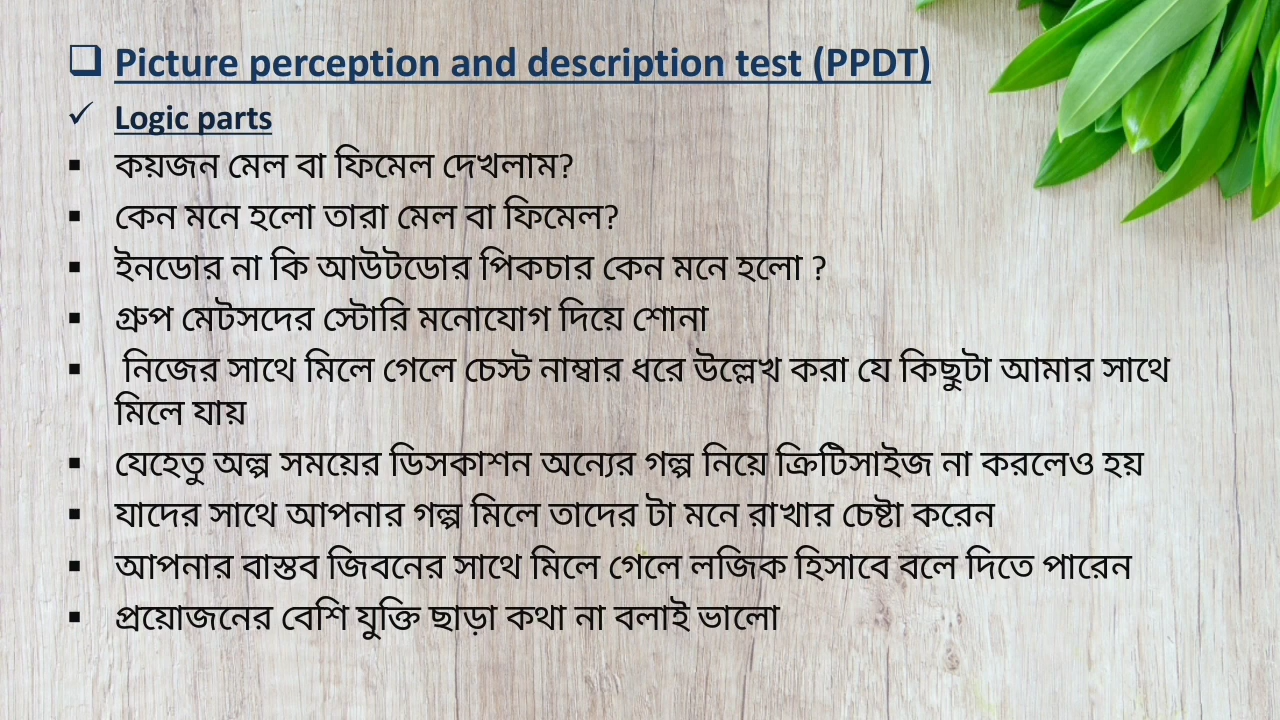 Picture perception and description test (PPDT)
Logic parts
কয়জন মেল বা ফিমেল দেখলাম?
কেন মনে হলো তারা মেল বা ফিমেল?
ইনডোর না কি আউটডোর পিকচার কেন মনে হলো ?
গ্রুপ মেটসদের স্টোরি মনোযোগ দিয়ে শোনা
নিজের সাথে মিলে গেলে চেস্ট নাম্বার ধরে উল্লেখ করা যে কিছুটা আমার সাথে
মিলে যায়
যেহেতু অল্প সময়ের ডিসকাশন অন্যের গল্প নিয়ে ক্রিটিসাইজ না করলেও হয়
যাদের সাথে আপনার গল্প মিলে তাদের টা মনে রাখার চেষ্টা করেন
আপনার বাস্তব জিবনের সাথে মিলে গেলে লজিক হিসাবে বলে দিতে পারেন
প্রয়োজনের বেশি যুক্তি ছাড়া কথা না বলাই ভালো